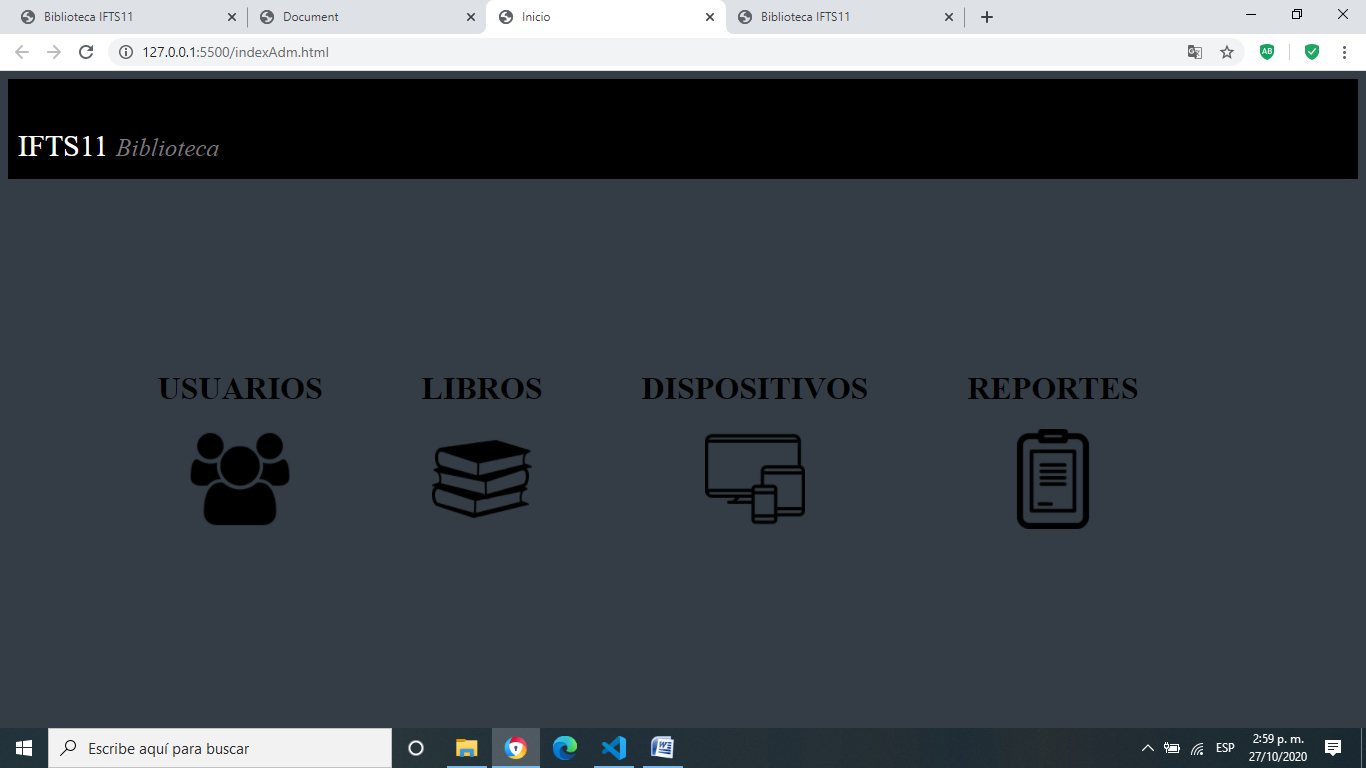 Biblioteca IFTS11
Document
Inicio
Biblioteca IFTS11
127.0.0.1:5500/indexAdm.html
AB
IFTS11 Biblioteca
USUARIOS
LIBROS
DISPOSITIVOS
REPORTES
Escribe aquí para buscar
ESP
2:59 p. m.
27/10/2020